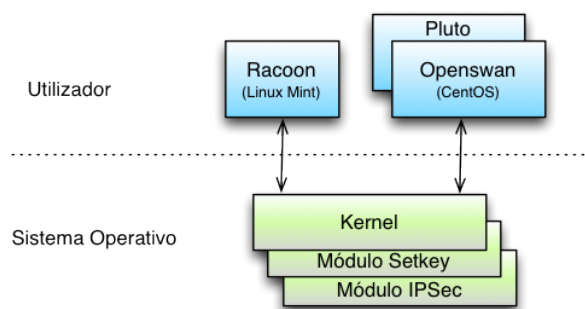 Pluto
Utilizador
Racoon
(Linux Mint)
Openswan
(CentOS)
Sistema Operativo
Kernel
Módulo Setkey
Módulo IPSec